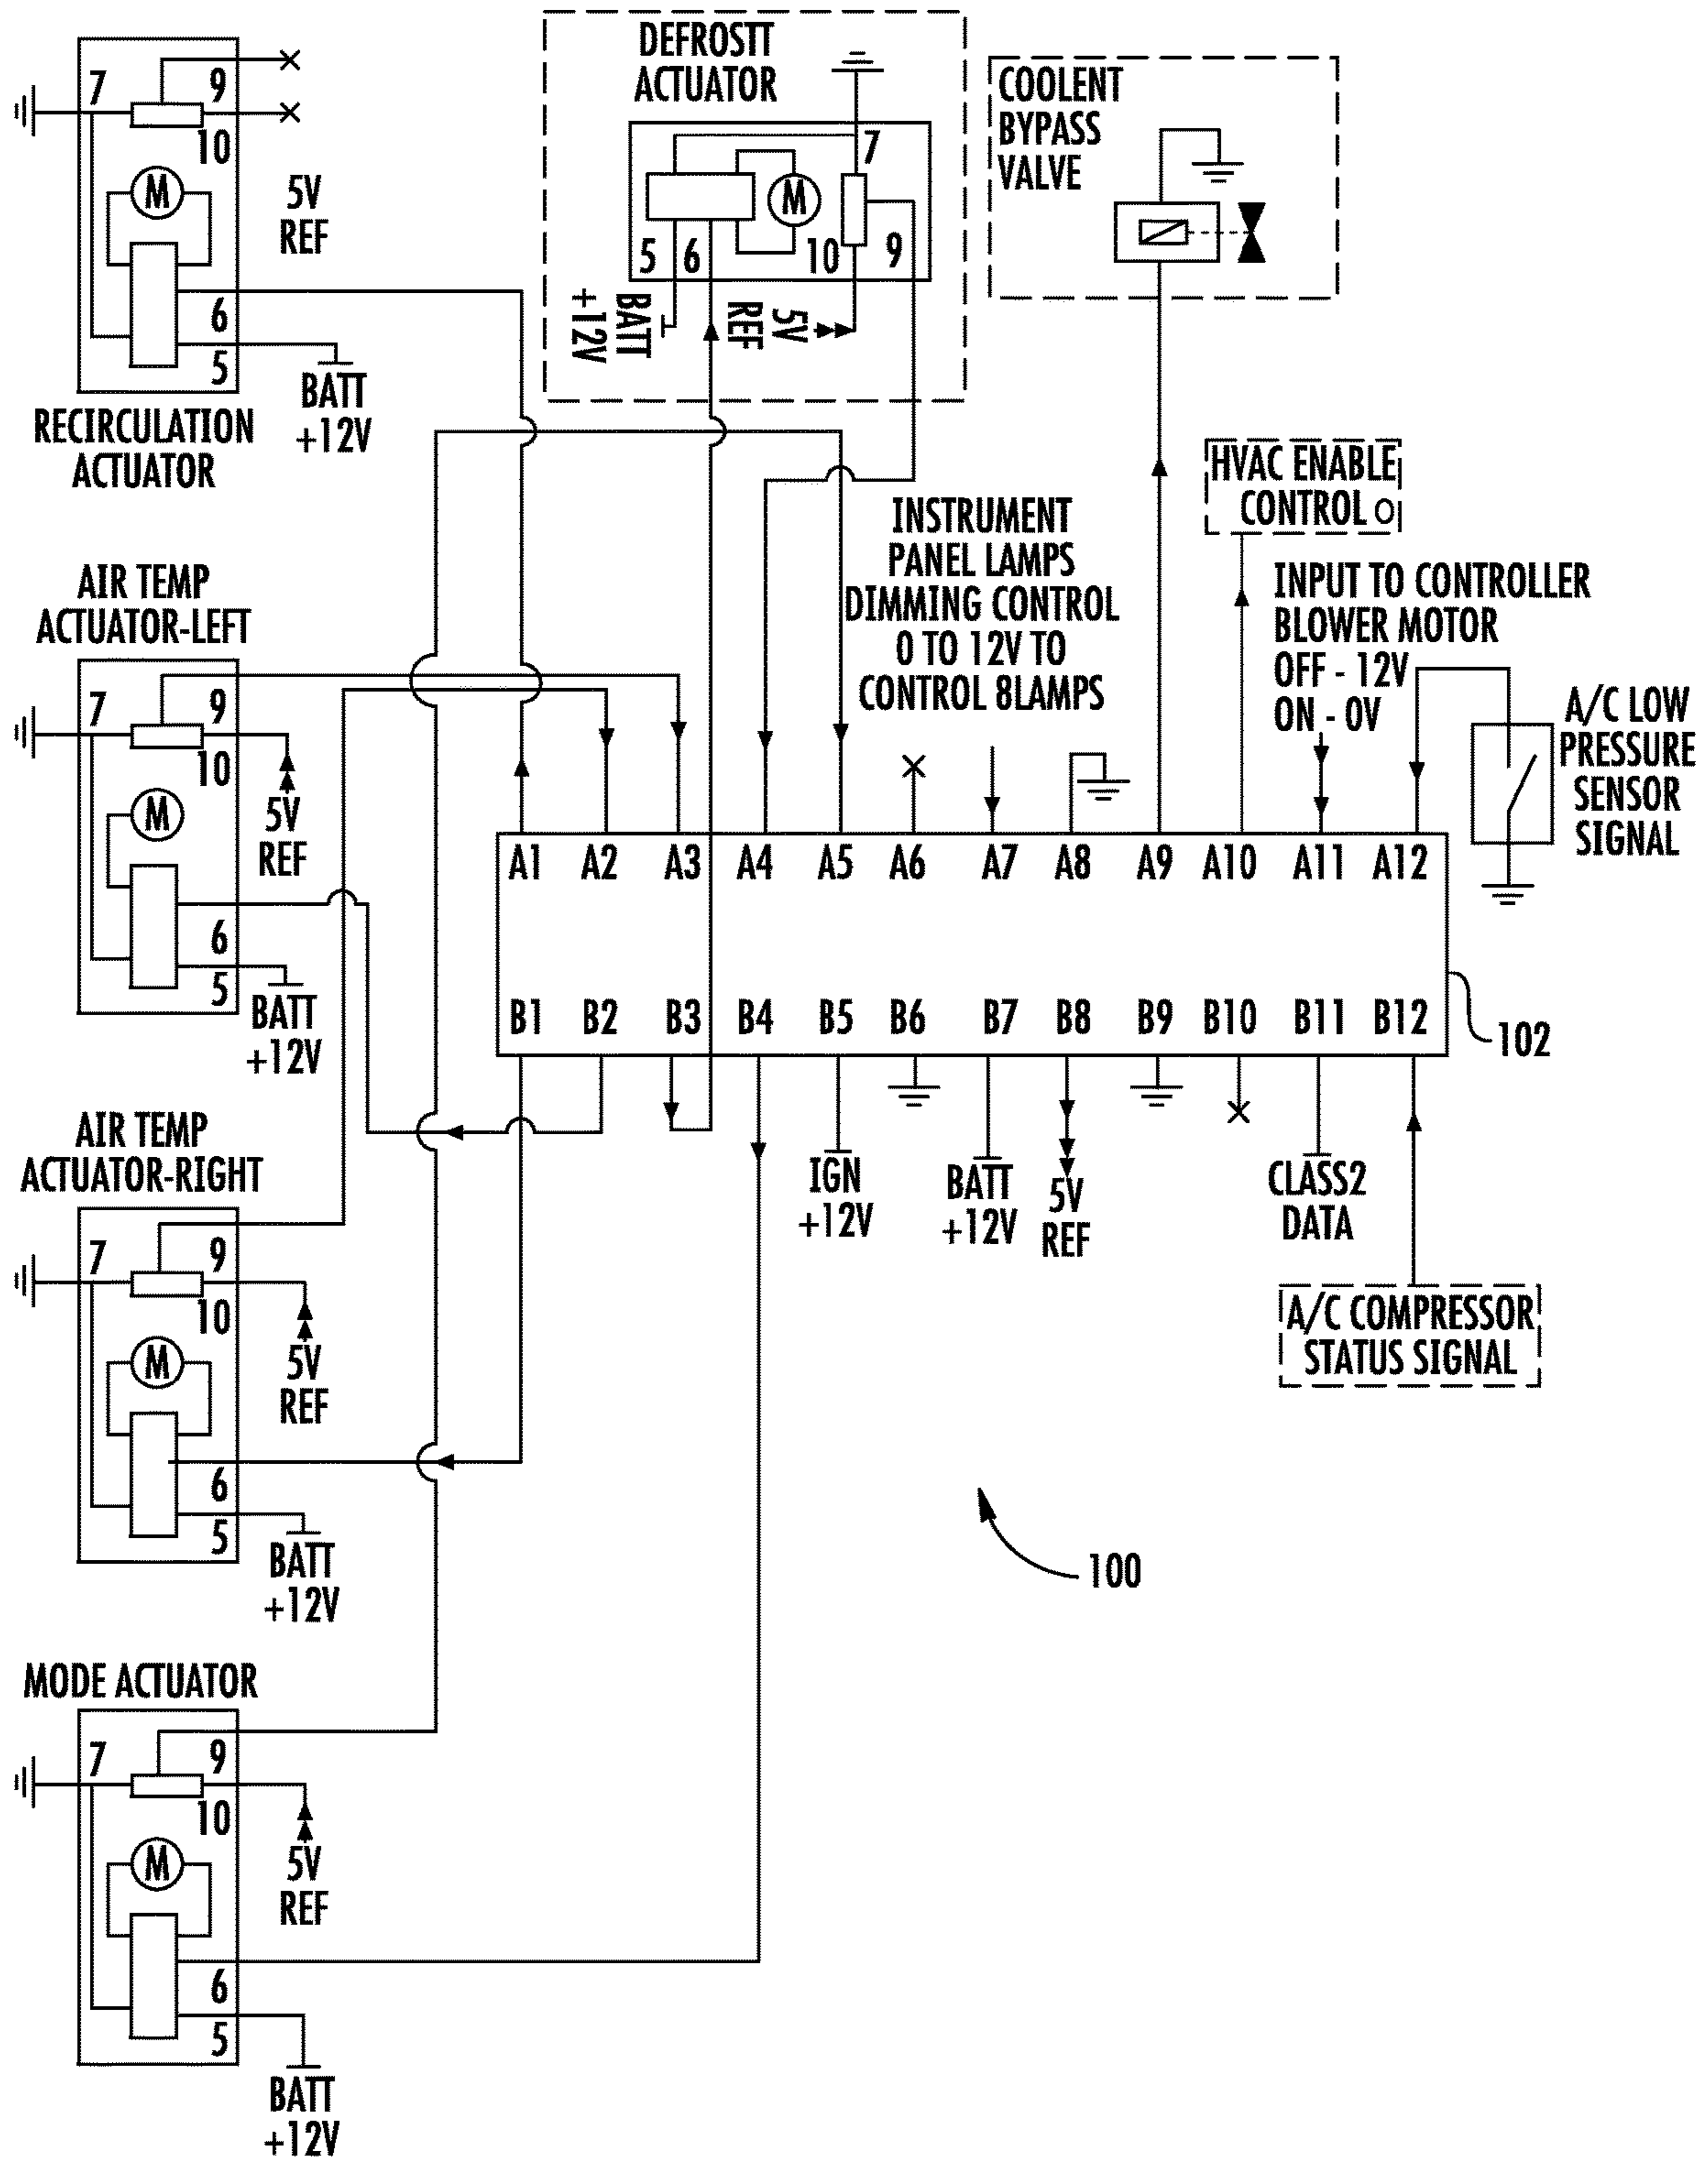 7
9
10
M
5V
REF
6
5
BATT
+12V
RECIRCULATION
ACTUATOR
DEFROSTT
ACTUATOR
7
M
5
6
10
9
BATT
+12V
5V
REF
COOLENT
BYPASS
VALVE
HVAC ENABLE
CONTROL O
INSTRUMENT
PANEL LAMPS
DIMMING CONTROL
0 TO 12V TO
CONTROL 8LAMPS
INPUT TO CONTROLLER
BLOWER MOTOR
OFF - 12V
ON - 0V
A/C LOW
PRESSURE
SENSOR
SIGNAL
AIR TEMP
ACTUATOR-LEFT
7
9
10
M
5V
REF
6
5
BATT
+12V
A1 A2 A3 A4 A5 A6 A7 A8 A9 A10 A11 A12
B1 B2 B3 B4 B5 B6 B7 B8 B9 B10 B11 B12
102
IGN
+12V
BATT
+12V
5V
REF
CLASS2
DATA
A/C COMPRESSOR
STATUS SIGNAL
AIR TEMP
ACTUATOR-RIGHT
7
9
10
M
5V
REF
6
5
BATT
+12V
100
MODE ACTUATOR
7
9
10
M
5V
REF
6
5
BATT
+12V